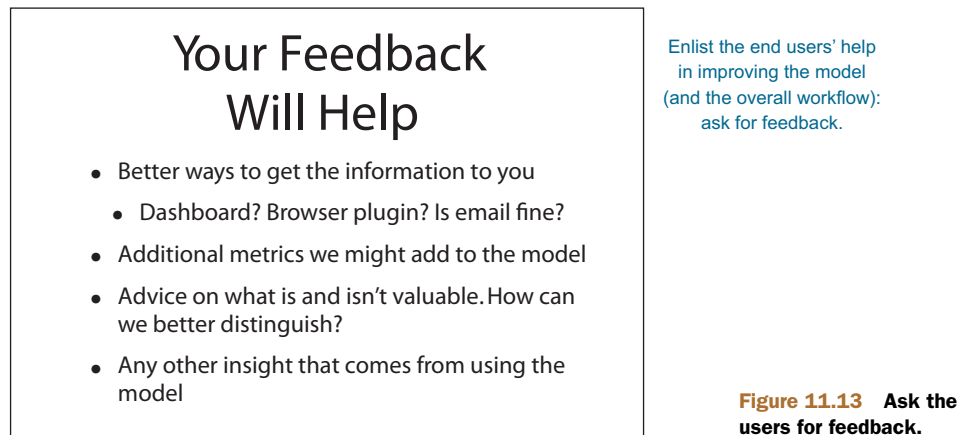 Your Feedback
Will Help
• Better ways to get the information to you
• Dashboard? Browser plugin? Is email fine?
• Additional metrics we might add to the model
• Advice on what is and isn't valuable. How can
we better distinguish?
• Any other insight that comes from using the
model
Enlist the end users' help
in improving the model
(and the overall workflow):
ask for feedback.
Figure 11.13 Ask the
users for feedback.